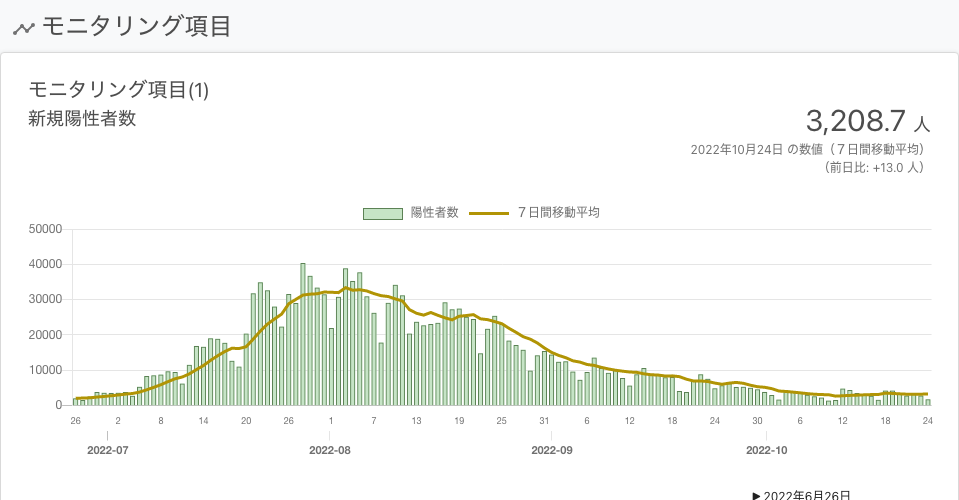 モニタリング項目
モニタリング項目(1)
新規陽性者数
3,208.7 人
2022年10月24日 の数値（７日間移動平均）
（前日比: +13.0 人）
陽性者数 ７日間移動平均
50000
40000
30000
20000
10000
0
26 2 8 14 20 26 1 7 13 19 25 31 6 12 18 24 30 6 12 18 24
2022-07 2022-08 2022-09 2022-10
▶ 2022年6月26日